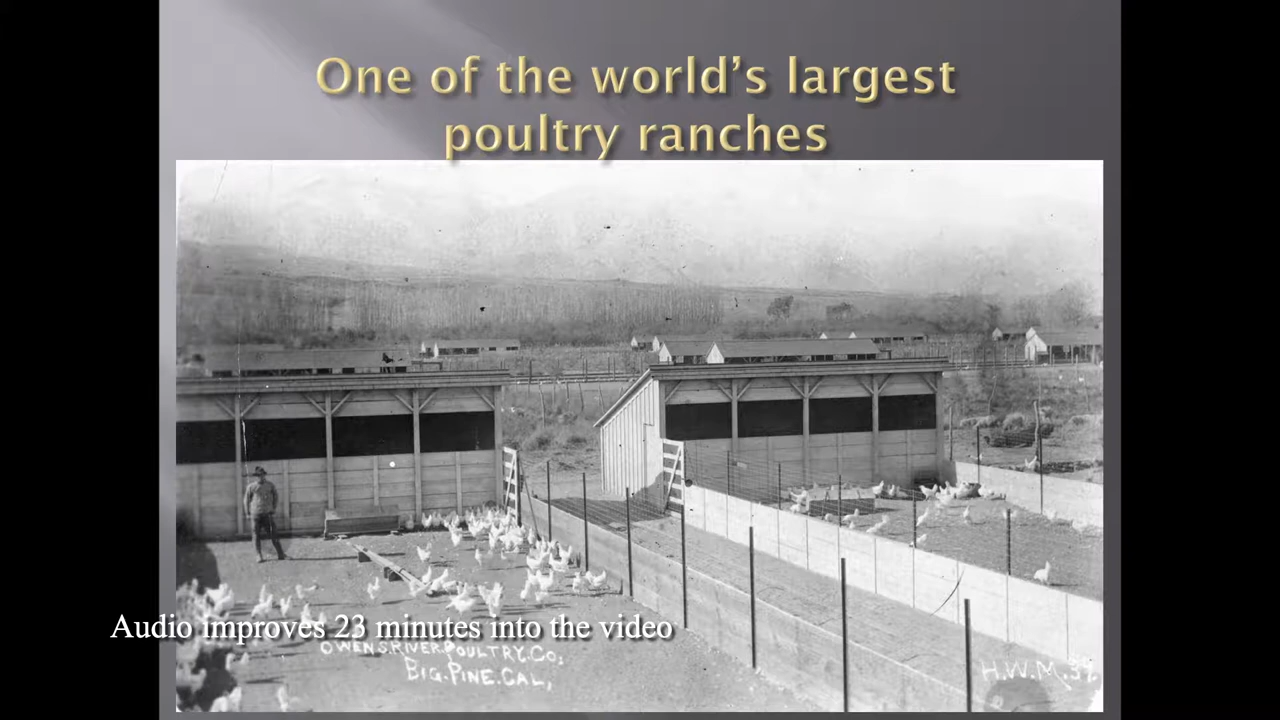 One of the world's largest
poultry ranches
Audio improves 23 minutes into the video
OWENS.RIVER.POULTRY.CO,
BIG.PINE.CAL,
H.W.M.